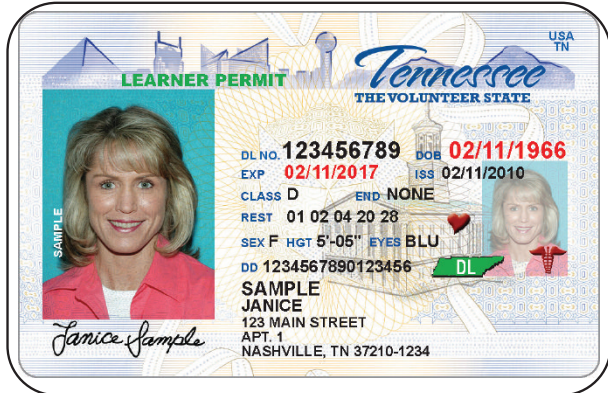 USA
TN
LEARNER PERMIT
Tennessee
THE VOLUNTEER STATE
DL NO. 123456789 DOB 02/11/1966
EXP 02/11/2017 ISS 02/11/2010
CLASS D END NONE
REST 01 02 04 20 28
SEX F HGT 5'-05" EYES BLU
DD 1234567890123456
DL
SAMPLE
JANICE
123 MAIN STREET
APT. 1
NASHVILLE, TN 37210-1234
SAMPLE
Janice Sample